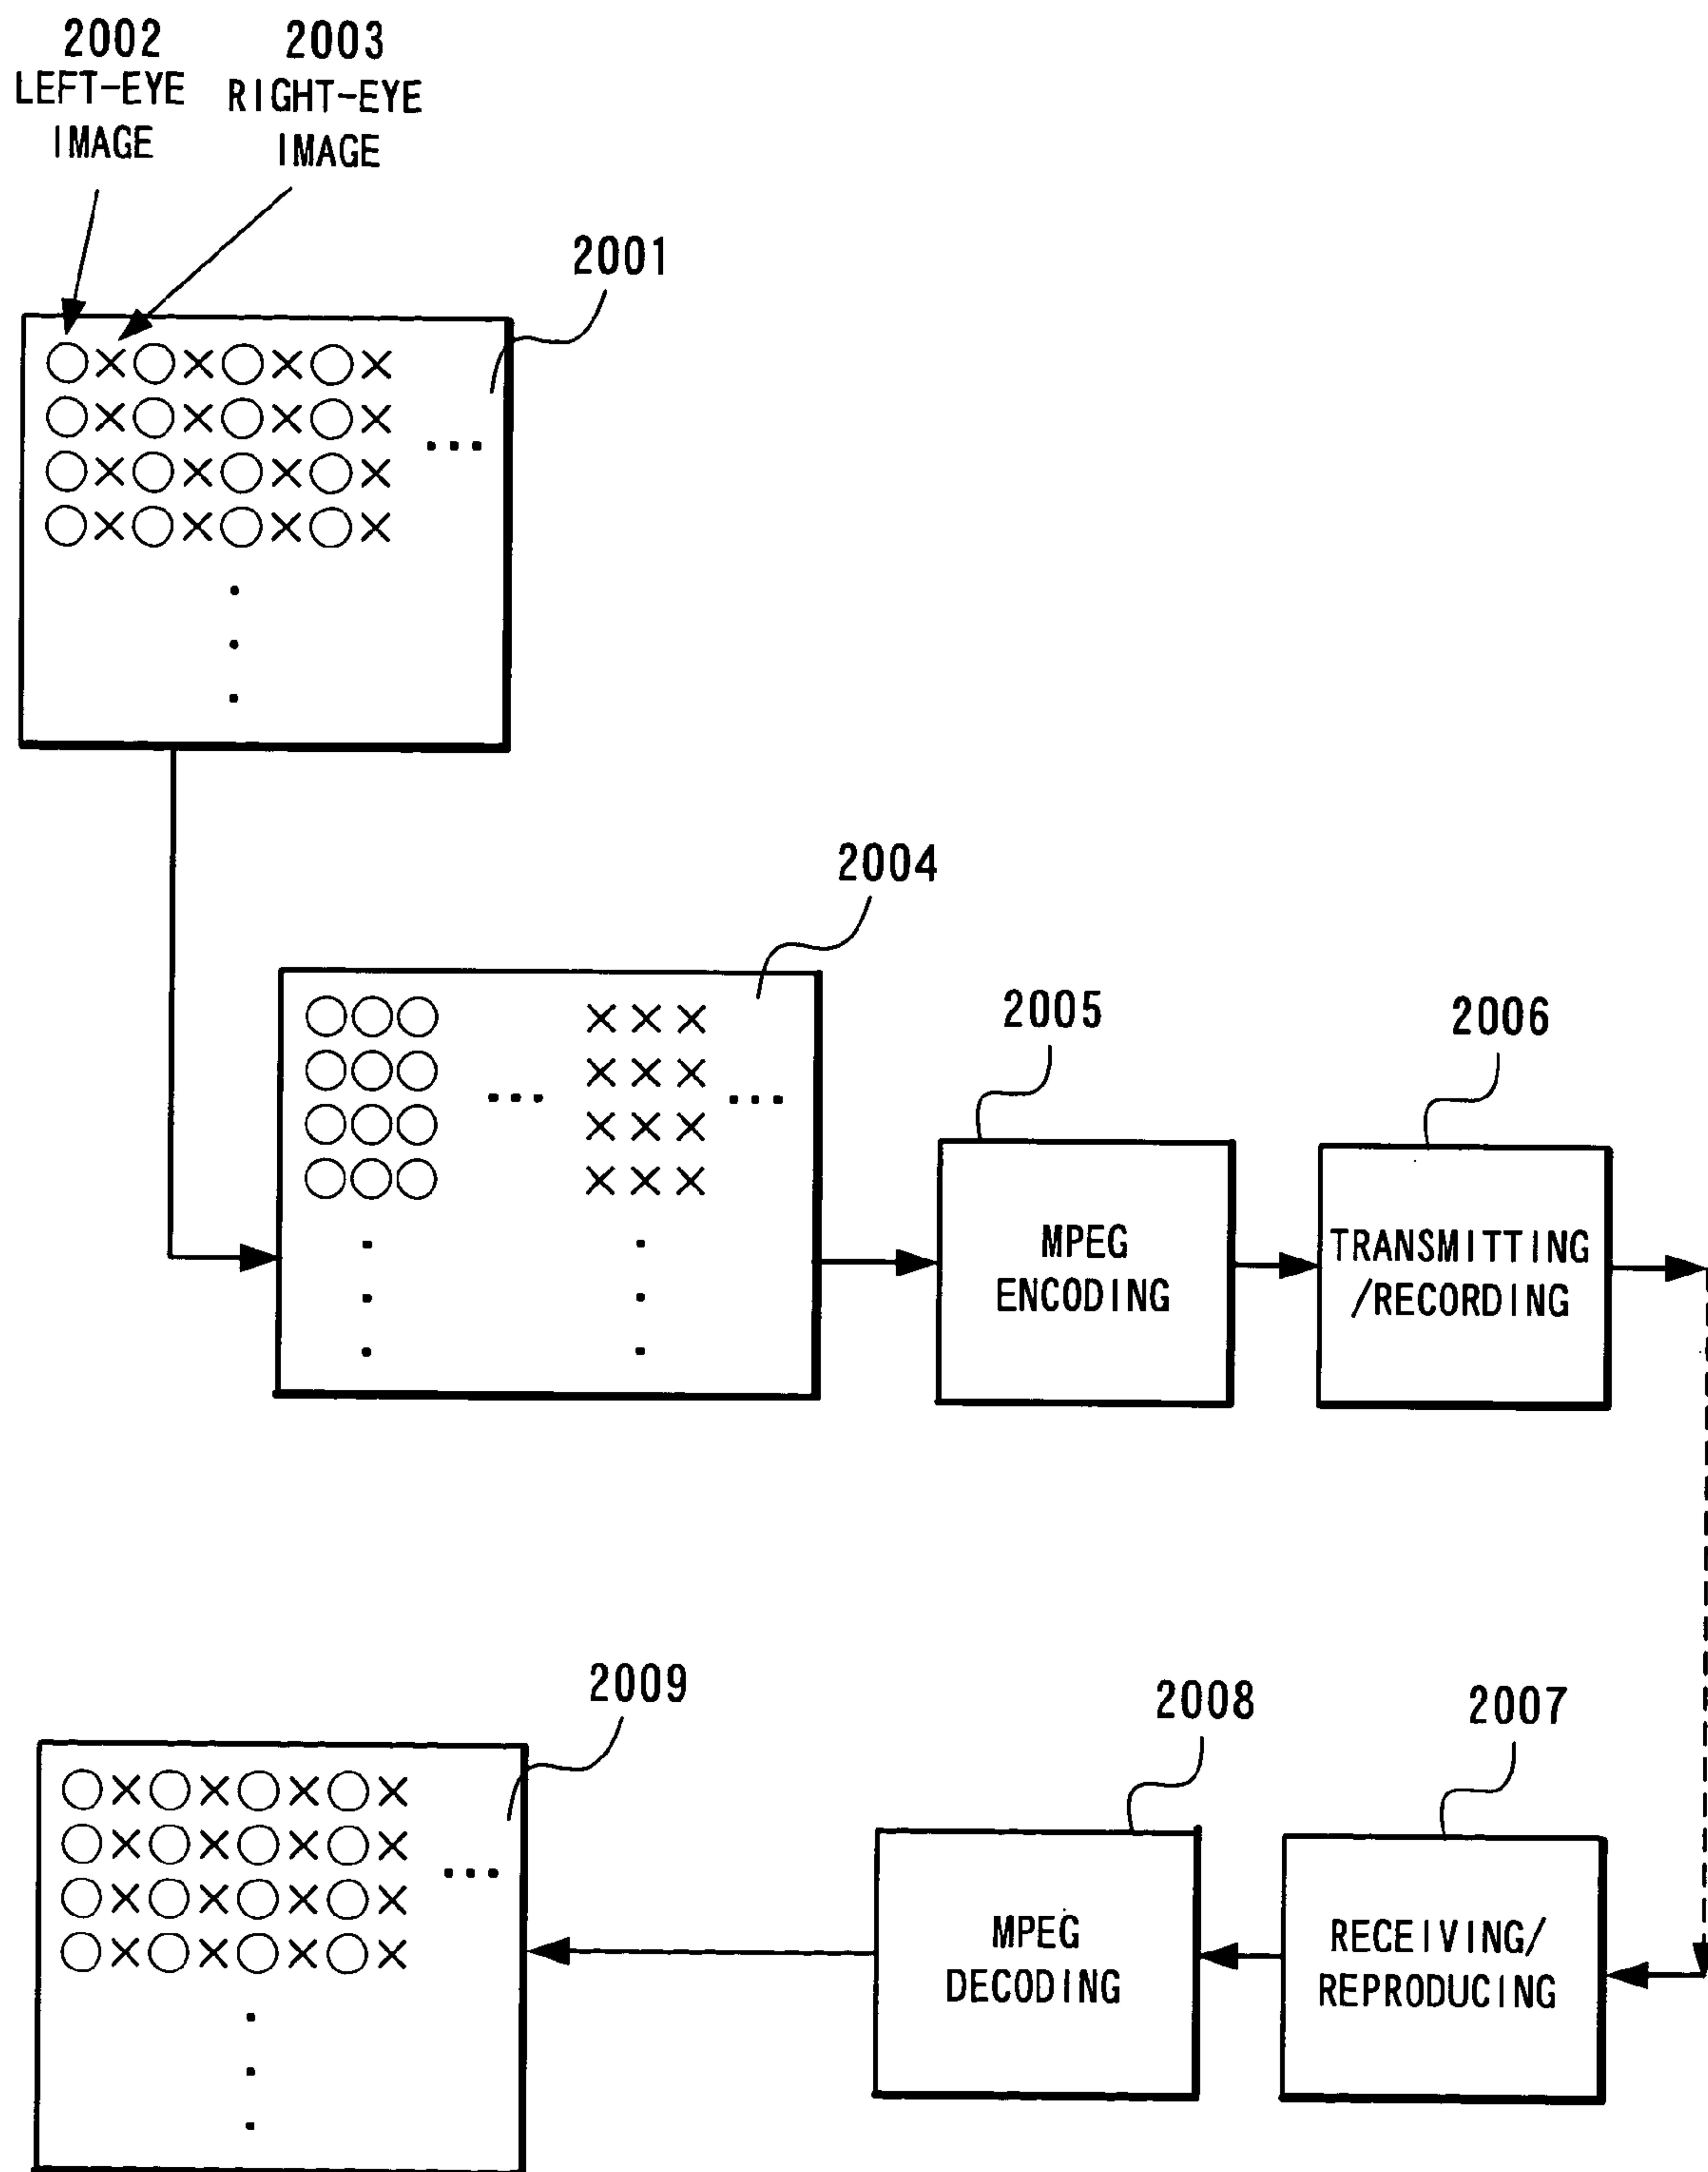 2002
LEFT-EYE
IMAGE
2003
RIGHT-EYE
IMAGE
2001
2004
2005
MPEG
ENCODING
2006
TRANSMITTING
/RECORDING
2009
2008
MPEG
DECODING
2007
RECEIVING/
REPRODUCING